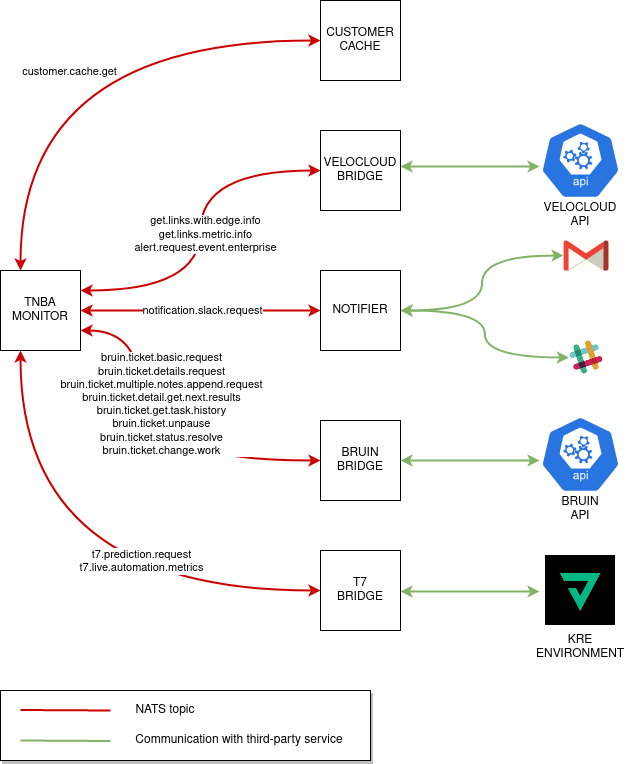 CUSTOMER
CACHE
customer.cache.get
VELOCLOUD
BRIDGE
api
VELOCLOUD
API
get.links.with.edge.info
get.links.metric.info
alert.request.event.enterprise
TNBA
MONITOR
notification.slack.request
NOTIFIER
bruin.ticket.basic.request
bruin.ticket.details.request
bruin.ticket.multiple.notes.append.request
bruin.ticket.detail.get.next.results
bruin.ticket.get.task.history
bruin.ticket.unpause
bruin.ticket.status.resolve
bruin.ticket.change.work
BRUIN
BRIDGE
api
BRUIN
API
t7.prediction.request
t7.live.automation.metrics
T7
BRIDGE
KRE
ENVIRONMENT
NATS topic
Communication with third-party service